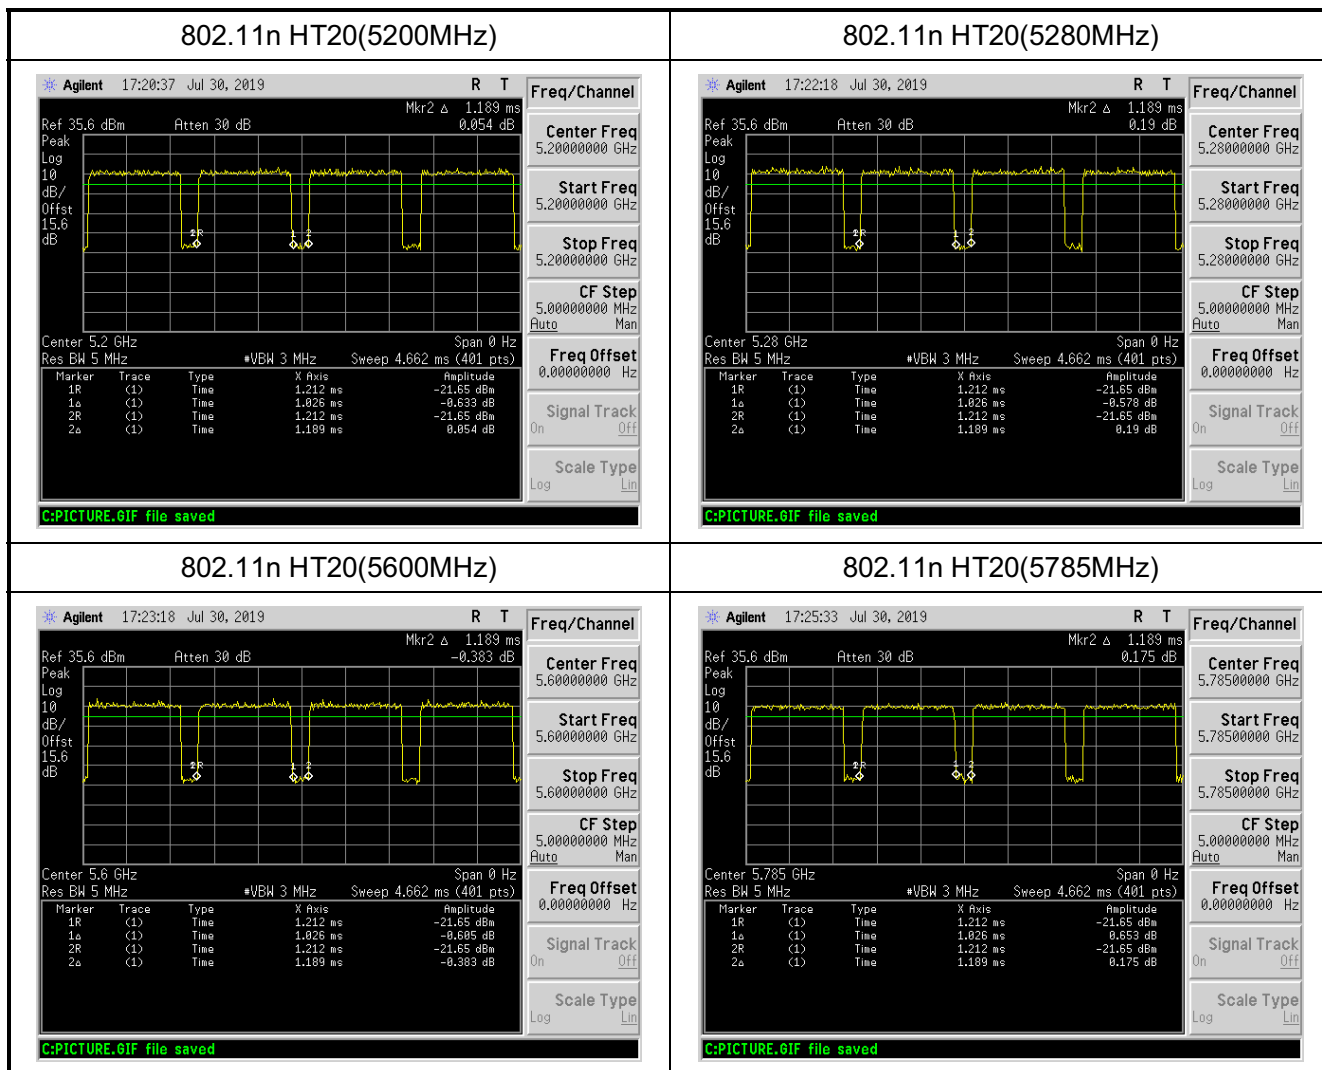 802.11n HT20(5200MHz)
802.11n HT20(5280MHz)
Agilent 17:20:37 Jul 30, 2019 R T
Mkr2 Δ 1.189 ms
Ref 35.6 dBm Atten 30 dB 0.054 dB
Peak
Log
10
dB/
Offst
15.6
dB
2R
1
2
Center 5.2 GHz Span 0 Hz
Res BW 5 MHz #VBW 3 MHz Sweep 4.662 ms (401 pts)
Marker Trace Type X Axis Amplitude
1R (1) Time 1.212 ms -21.65 dBm
1Δ (1) Time 1.026 ms -0.633 dB
2R (1) Time 1.212 ms -21.65 dBm
2Δ (1) Time 1.189 ms 0.054 dB
C:PICTURE.GIF file saved
Freq/Channel
Center Freq
5.20000000 GHz
Start Freq
5.20000000 GHz
Stop Freq
5.20000000 GHz
CF Step
5.00000000 MHz
Auto Man
Freq Offset
0.00000000 Hz
Signal Track
On Off
Scale Type
Log Lin
Agilent 17:22:18 Jul 30, 2019 R T
Mkr2 Δ 1.189 ms
Ref 35.6 dBm Atten 30 dB 0.19 dB
Peak
Log
10
dB/
Offst
15.6
dB
2R
1
2
Center 5.28 GHz Span 0 Hz
Res BW 5 MHz #VBW 3 MHz Sweep 4.662 ms (401 pts)
Marker Trace Type X Axis Amplitude
1R (1) Time 1.212 ms -21.65 dBm
1Δ (1) Time 1.026 ms -0.578 dB
2R (1) Time 1.212 ms -21.65 dBm
2Δ (1) Time 1.189 ms 0.19 dB
C:PICTURE.GIF file saved
Freq/Channel
Center Freq
5.28000000 GHz
Start Freq
5.28000000 GHz
Stop Freq
5.28000000 GHz
CF Step
5.00000000 MHz
Auto Man
Freq Offset
0.00000000 Hz
Signal Track
On Off
Scale Type
Log Lin
802.11n HT20(5600MHz)
802.11n HT20(5785MHz)
Agilent 17:23:18 Jul 30, 2019 R T
Mkr2 Δ 1.189 ms
Ref 35.6 dBm Atten 30 dB -0.383 dB
Peak
Log
10
dB/
Offst
15.6
dB
2R
1
2
Center 5.6 GHz Span 0 Hz
Res BW 5 MHz #VBW 3 MHz Sweep 4.662 ms (401 pts)
Marker Trace Type X Axis Amplitude
1R (1) Time 1.212 ms -21.65 dBm
1Δ (1) Time 1.026 ms -0.605 dB
2R (1) Time 1.212 ms -21.65 dBm
2Δ (1) Time 1.189 ms -0.383 dB
C:PICTURE.GIF file saved
Freq/Channel
Center Freq
5.60000000 GHz
Start Freq
5.60000000 GHz
Stop Freq
5.60000000 GHz
CF Step
5.00000000 MHz
Auto Man
Freq Offset
0.00000000 Hz
Signal Track
On Off
Scale Type
Log Lin
Agilent 17:25:33 Jul 30, 2019 R T
Mkr2 Δ 1.189 ms
Ref 35.6 dBm Atten 30 dB 0.175 dB
Peak
Log
10
dB/
Offst
15.6
dB
2R
1
2
Center 5.785 GHz Span 0 Hz
Res BW 5 MHz #VBW 3 MHz Sweep 4.662 ms (401 pts)
Marker Trace Type X Axis Amplitude
1R (1) Time 1.212 ms -21.65 dBm
1Δ (1) Time 1.026 ms 0.653 dB
2R (1) Time 1.212 ms -21.65 dBm
2Δ (1) Time 1.189 ms 0.175 dB
C:PICTURE.GIF file saved
Freq/Channel
Center Freq
5.78500000 GHz
Start Freq
5.78500000 GHz
Stop Freq
5.78500000 GHz
CF Step
5.00000000 MHz
Auto Man
Freq Offset
0.00000000 Hz
Signal Track
On Off
Scale Type
Log Lin